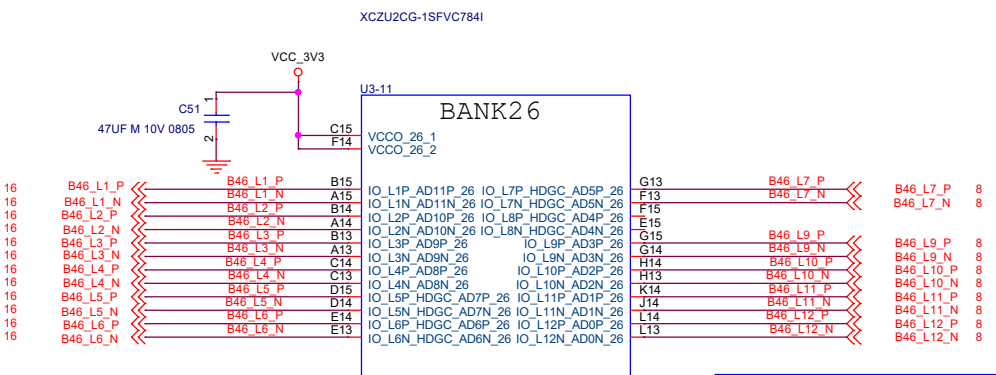 XCZU2CG-1SFVC784I
VCC_3V3
C51
1
47UF M 10V 0805
2
U3-11
BANK26
C15 VCCO_26_1
F14 VCCO_26_2
16 B46_L1_P B46_L1_P B15 IO_L1P_AD11P_26 IO_L7P_HDGC_AD5P_26 G13 B46_L7_P B46_L7_P 8
16 B46_L1_N B46_L1_N A15 IO_L1N_AD11N_26 IO_L7N_HDGC_AD5N_26 F13 B46_L7_N B46_L7_N 8
16 B46_L2_P B46_L2_P B14 IO_L2P_AD10P_26 IO_L8P_HDGC_AD4P_26 F15
16 B46_L2_N B46_L2_N A14 IO_L2N_AD10N_26 IO_L8N_HDGC_AD4N_26 E15
16 B46_L3_P B46_L3_P B13 IO_L3P_AD9P_26 IO_L9P_AD3P_26 G15 B46_L9_P B46_L9_P 8
16 B46_L3_N B46_L3_N A13 IO_L3N_AD9N_26 IO_L9N_AD3N_26 G14 B46_L9_N B46_L9_N 8
16 B46_L4_P B46_L4_P C14 IO_L4P_AD8P_26 IO_L10P_AD2P_26 H14 B46_L10_P B46_L10_P 8
16 B46_L4_N B46_L4_N C13 IO_L4N_AD8N_26 IO_L10N_AD2N_26 H13 B46_L10_N B46_L10_N 8
16 B46_L5_P B46_L5_P D15 IO_L5P_HDGC_AD7P_26 IO_L11P_AD1P_26 K14 B46_L11_P B46_L11_P 8
16 B46_L5_N B46_L5_N D14 IO_L5N_HDGC_AD7N_26 IO_L11N_AD1N_26 J14 B46_L11_N B46_L11_N 8
16 B46_L6_P B46_L6_P E14 IO_L6P_HDGC_AD6P_26 IO_L12P_AD0P_26 L14 B46_L12_P B46_L12_P 8
16 B46_L6_N B46_L6_N E13 IO_L6N_HDGC_AD6N_26 IO_L12N_AD0N_26 L13 B46_L12_N B46_L12_N 8